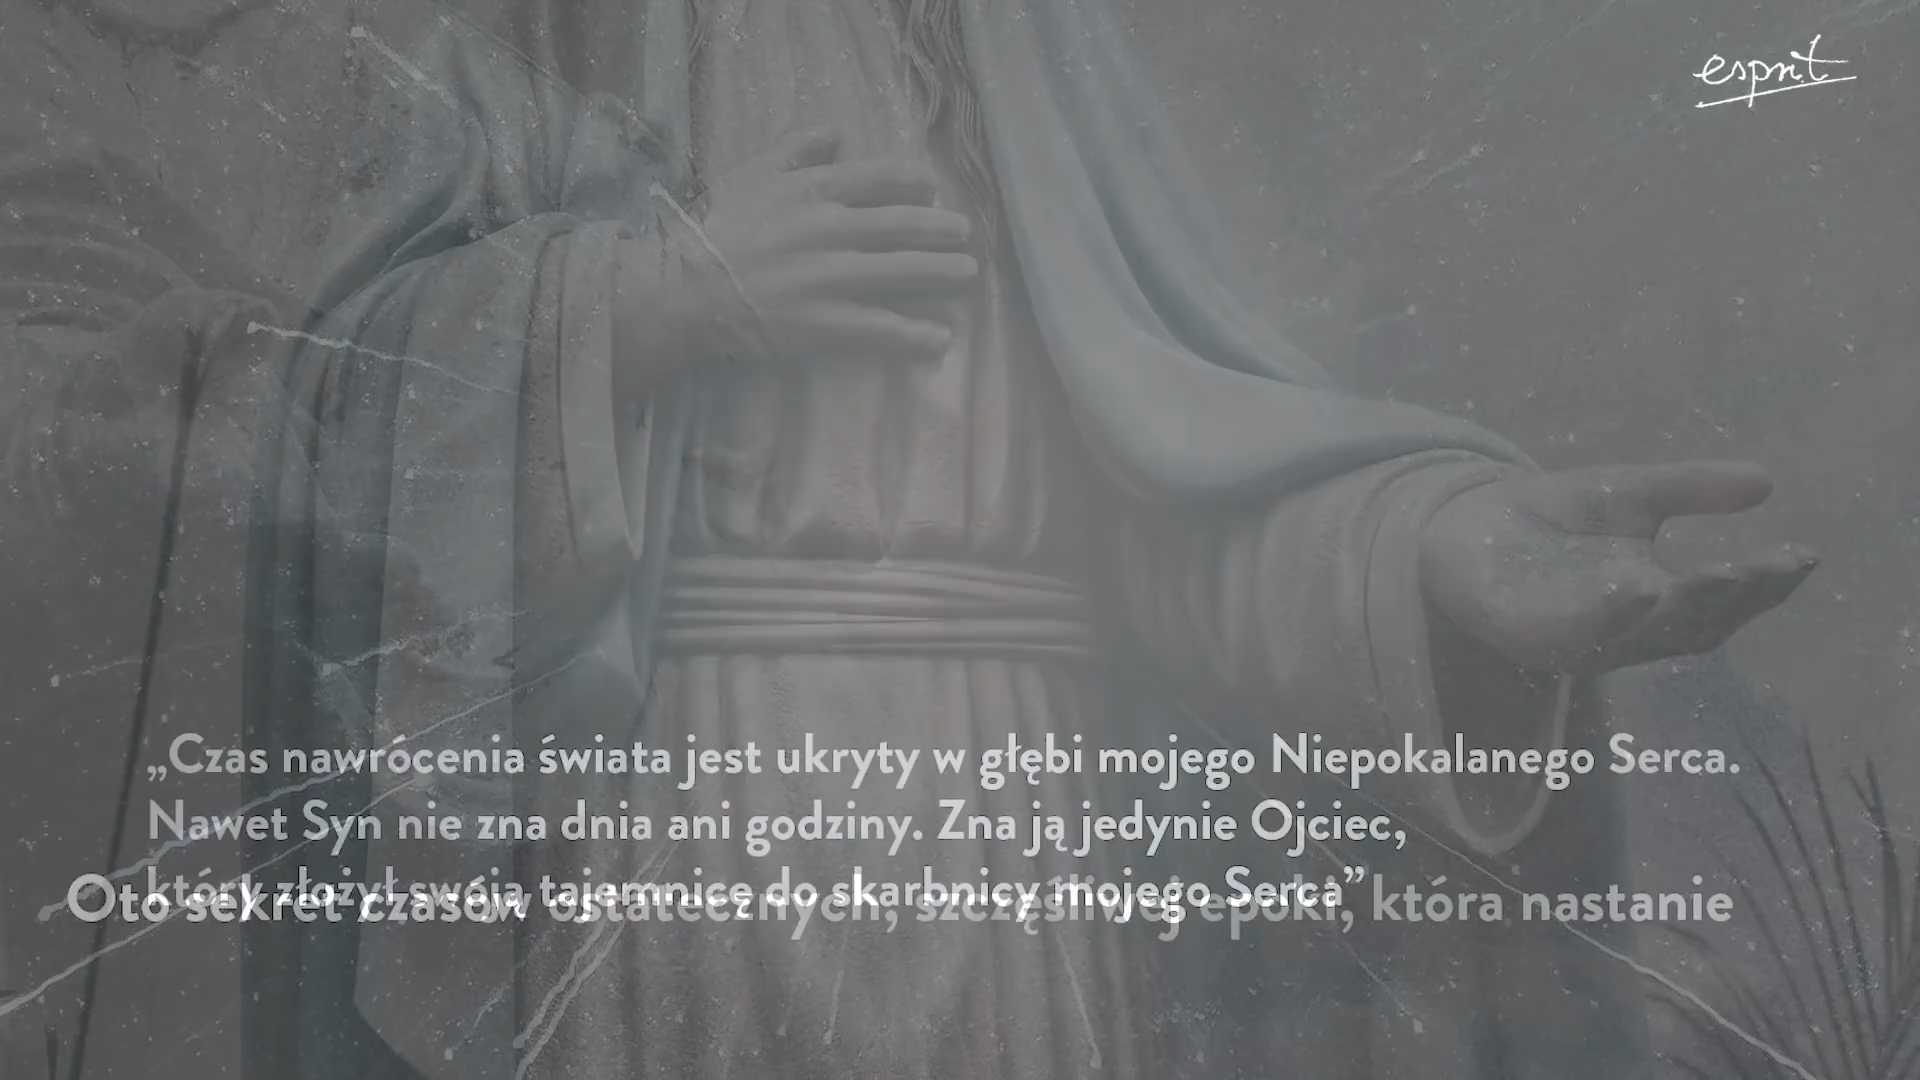 esprit
„Czas nawrócenia świata jest ukryty w głębi mojego Niepokalanego Serca.
Nawet Syn nie zna dnia ani godziny. Zna ją jedynie Ojciec,
który złożył swóją tajemnicę do skarbnicy mojego Serca”
Oto sekret czasów ostatecznych, szczęśliwej epoki, która nastanie